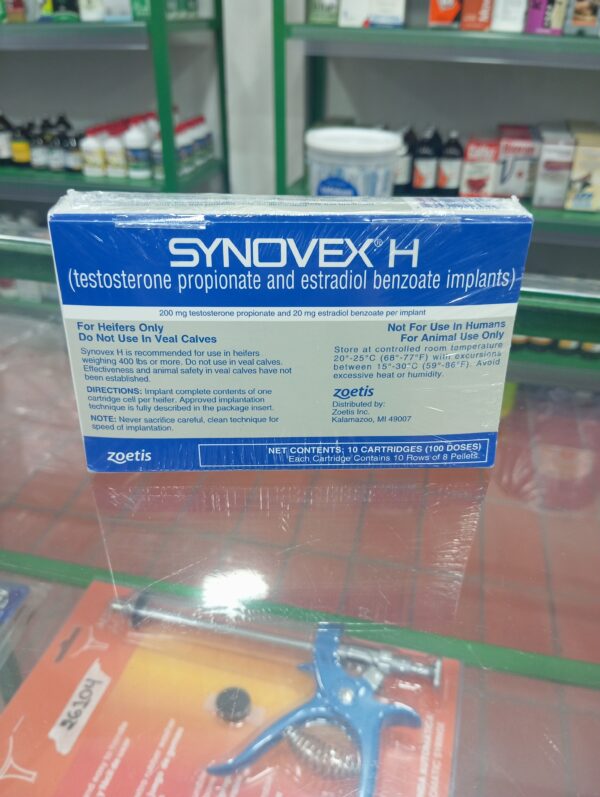 SYNOVEX® H
(testosterone propionate and estradiol benzoate implants)
200 mg testosterone propionate and 20 mg estradiol benzoate per implant
For Heifers Only
Do Not Use In Veal Calves
Synovex H is recommended for use in heifers
weighing 400 lbs or more. Do not use in veal calves.
Effectiveness and animal safety in veal calves have not
been established.
DIRECTIONS: Implant complete contents of one
cartridge cell per heifer. Approved implantation
technique is fully described in the package insert.
NOTE: Never sacrifice careful, clean technique for
speed of implantation.
Not For Use In Humans
For Animal Use Only
Store at controlled room temperature
20°-25°C (68°-77°F) with excursions
between 15°-30°C (59°-86°F). Avoid
excessive heat or humidity.
zoetis
Distributed by:
Zoetis Inc.
Kalamazoo, MI 49007
zoetis
NET CONTENTS: 10 CARTRIDGES (100 DOSES)
Each Cartridge Contains 10 Rows of 8 Pellets.
26204